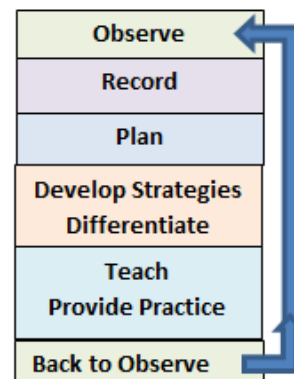 Observe
Record
Plan
Develop Strategies
Differentiate
Teach
Provide Practice
Back to Observe